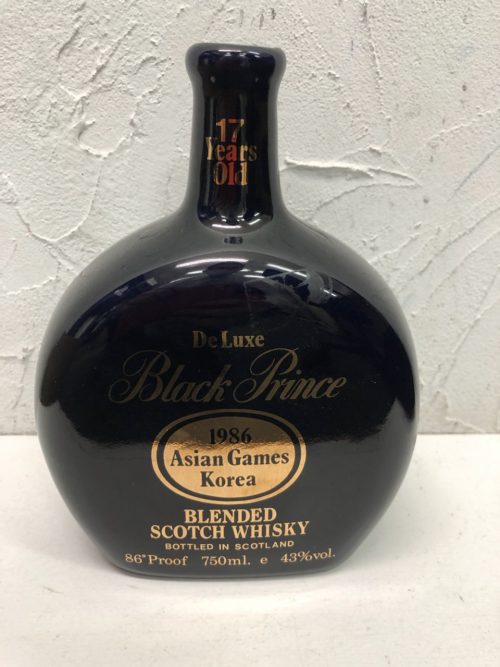 17
Years
Old
De Luxe
Black Prince
1986
Asian Games
Korea
BLENDED
SCOTCH WHISKY
BOTTLED IN SCOTLAND
86° Proof 750ml. e 43%vol.